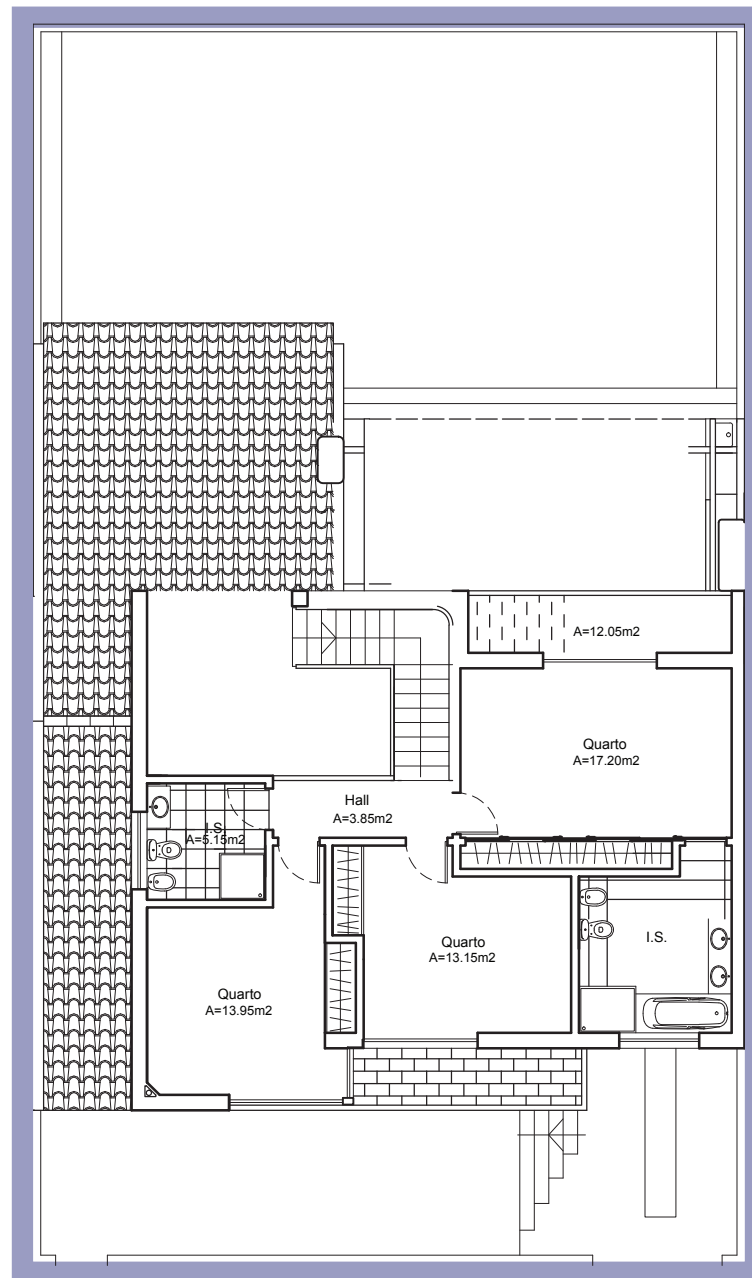 A=12.05m2
Quarto
A=17.20m2
Hall
A=3.85m2
I.S.
A=5.15m2
Quarto
A=13.15m2
I.S.
Quarto
A=13.95m2